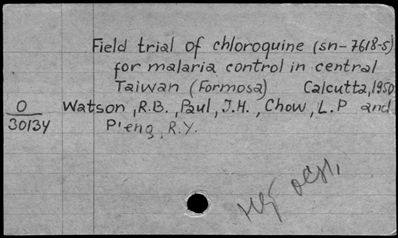 Field trial of chloroquine (sn-7618-5)
for malaria control in central
Taiwan (Formosa) Calcutta, 1950
O
30134
Watson, R.B., Paul, J.H., Chow, L.P and
P'eng, R.Y.